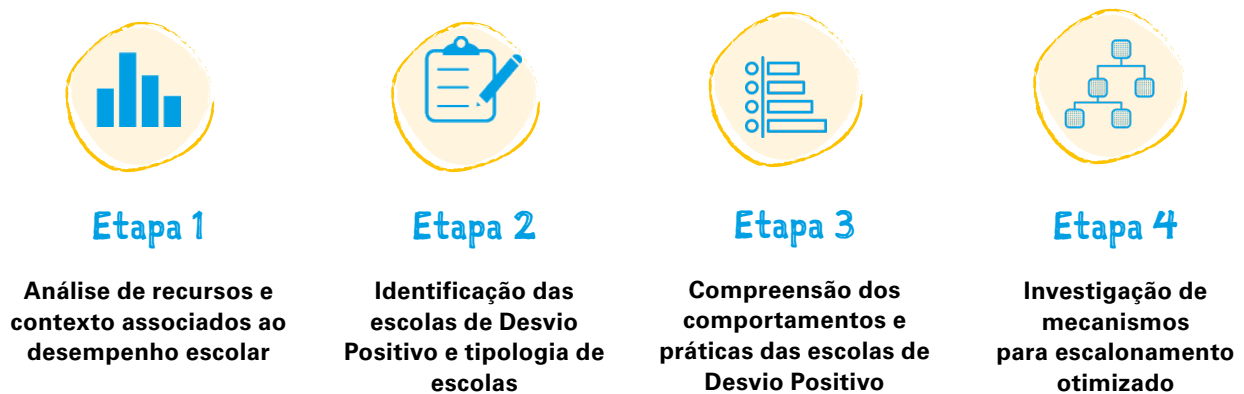 Etapa 1
Análise de recursos e
contexto associados ao
desempenho escolar
Etapa 2
Identificação das
escolas de Desvio
Positivo e tipologia de
escolas
Etapa 3
Compreensão dos
comportamentos e
práticas das escolas de
Desvio Positivo
Etapa 4
Investigação de
mecanismos
para escalonamento
otimizado